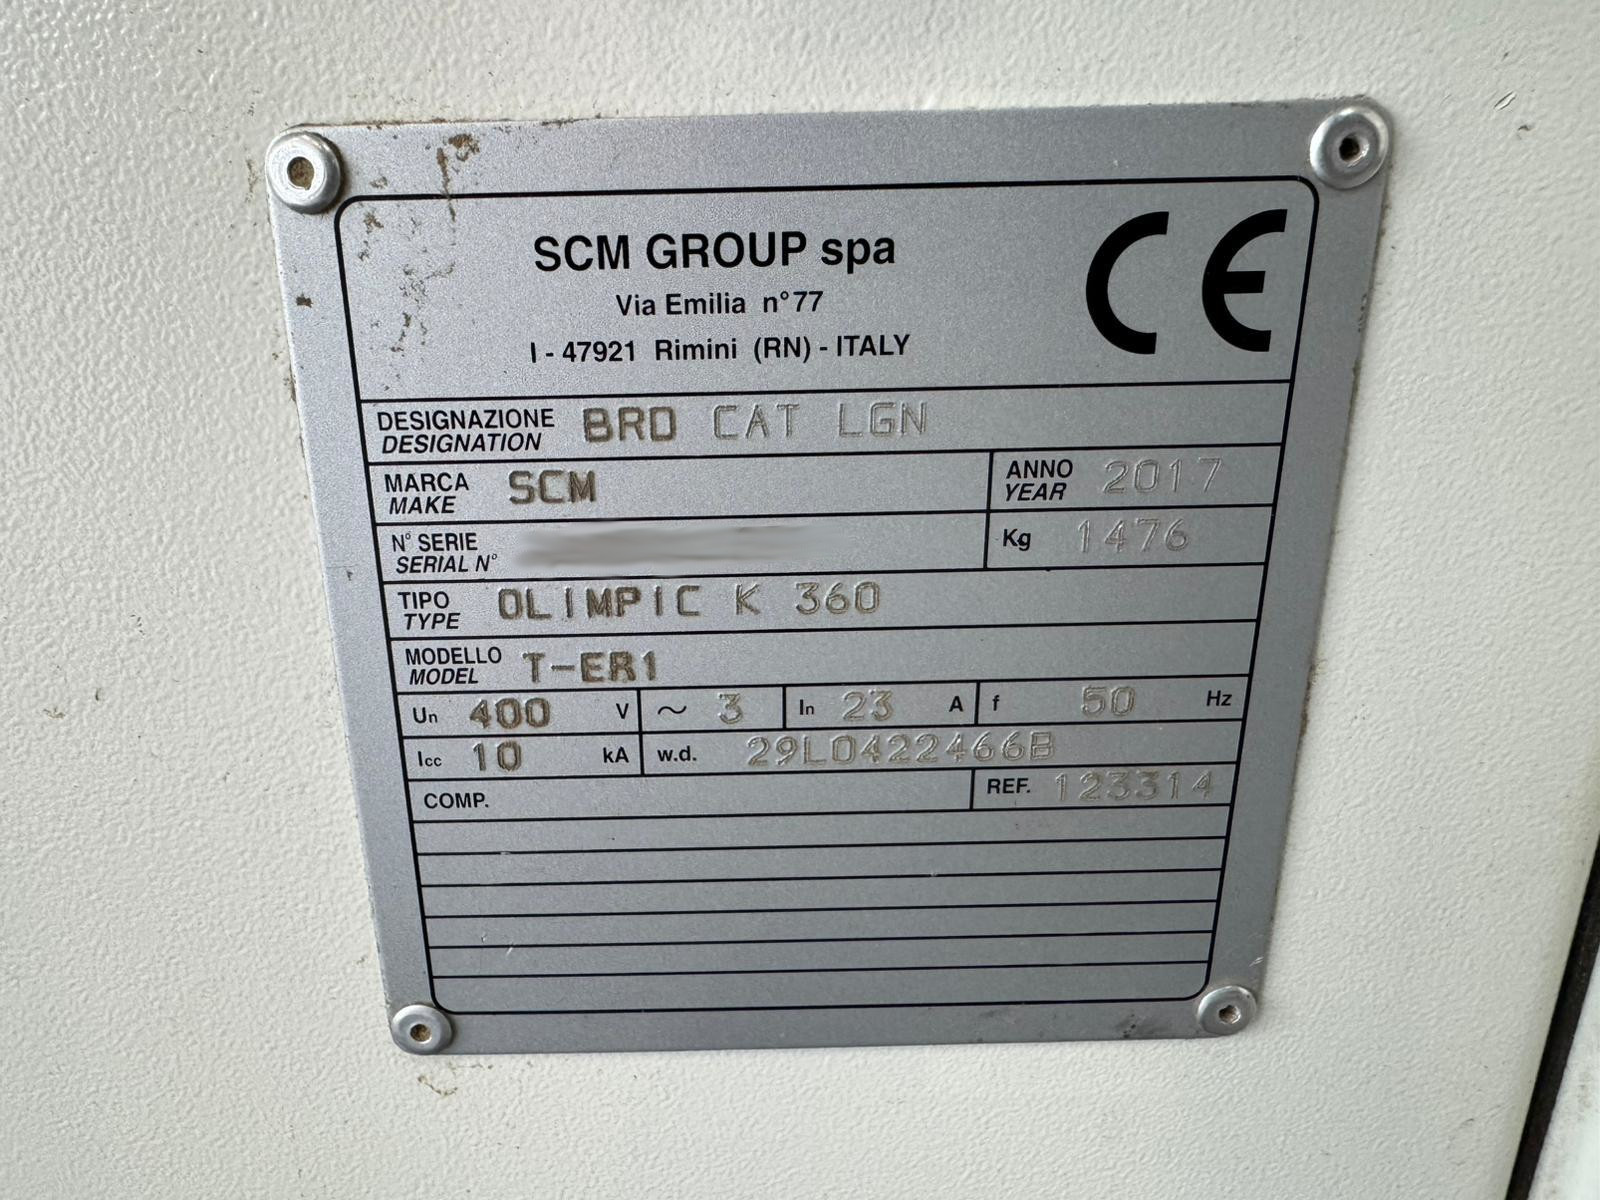 SCM GROUP spa
Via Emilia n°77
I - 47921 Rimini (RN) - ITALY
CE
DESIGNAZIONE BRD CAT LGN
DESIGNATION
MARCA SCM ANNO 2017
MAKE YEAR
N° SERIE Kg 1476
SERIAL N°
TIPO OLIMPIC K 360
TYPE
MODELLO T-ER1
MODEL
Un 400 V ~ 3 In 23 A f 50 Hz
Icc 10 kA w.d. 29L0422466B
COMP. REF. 123314